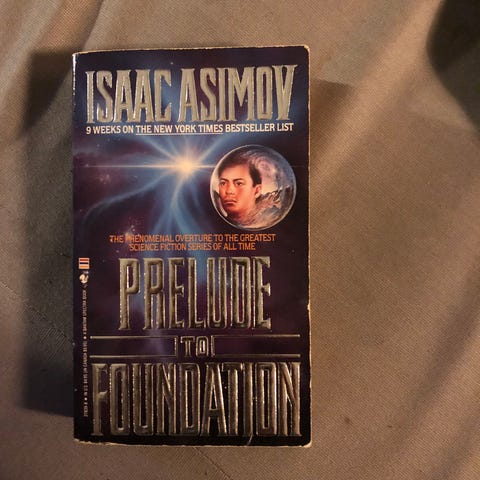 ISAAC ASIMOV
9 WEEKS ON THE NEW YORK TIMES BESTSELLER LIST
THE PHENOMENAL OVERTURE TO THE GREATEST
SCIENCE FICTION SERIES OF ALL TIME
PRELUDE
TO
FOUNDATION